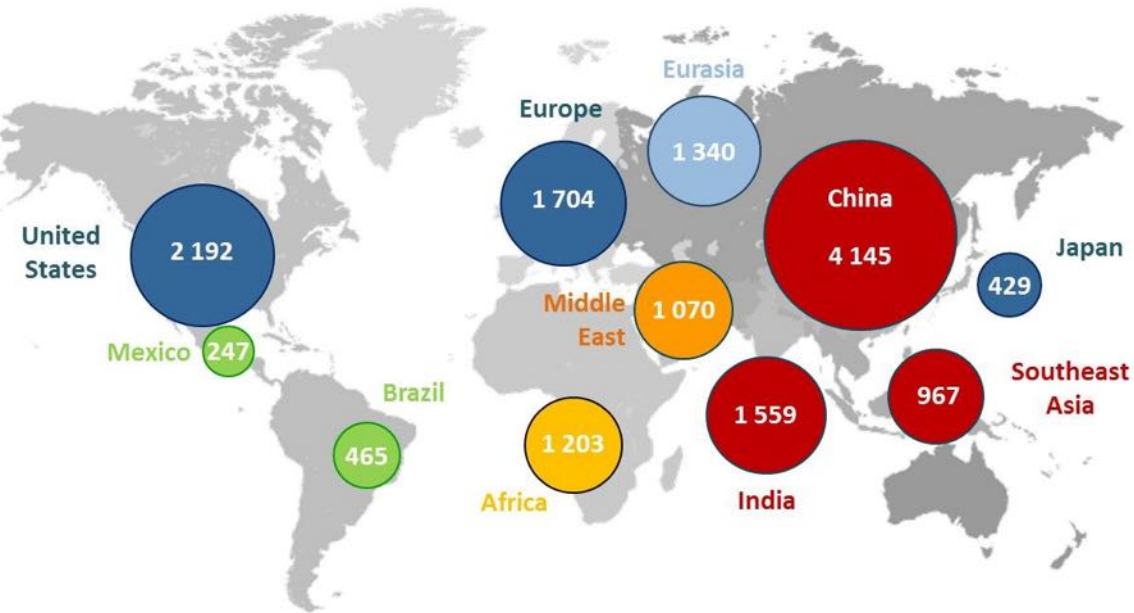 Eurasia
1 340
Europe
1 704
China
4 145
United
States
2 192
Japan
429
Middle
East
1 070
Mexico
247
Brazil
465
Southeast
Asia
967
1 559
India
1 203
Africa